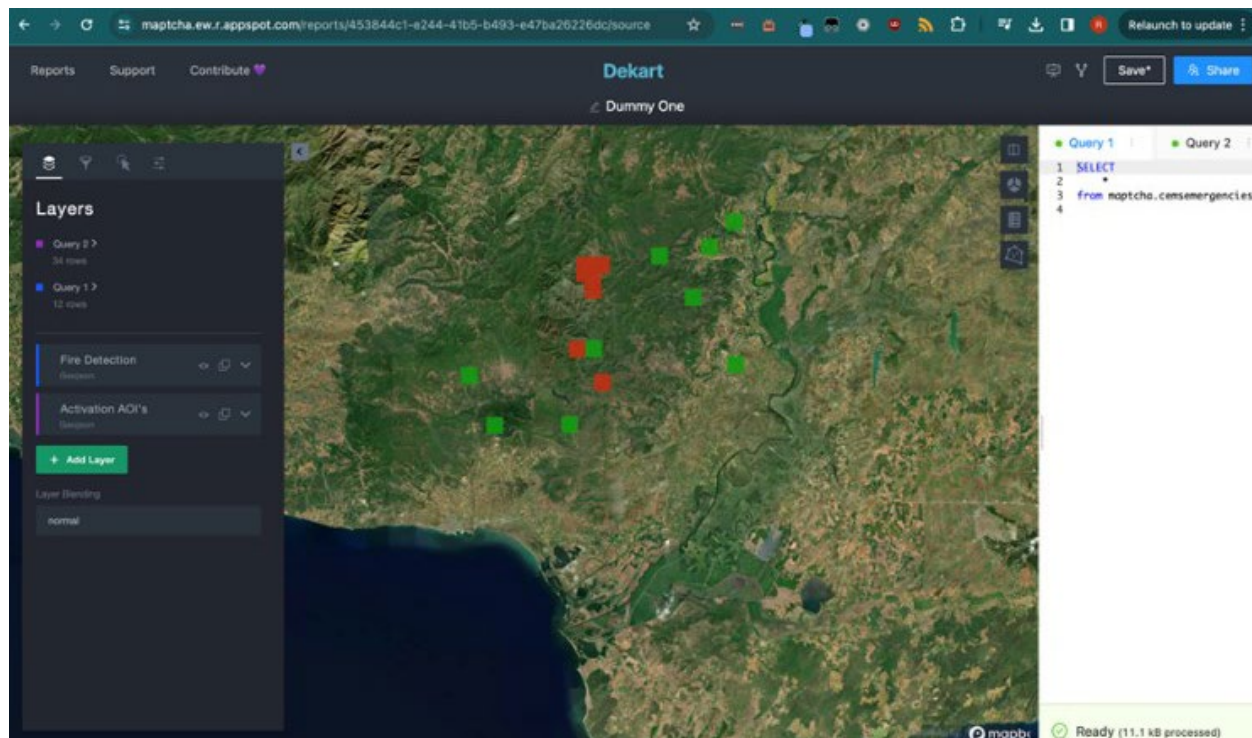 maptcha.ew.r.appspot.com/reports/453844c1-e244-41b5-b493-e47ba26226dc/source
Relaunch to update
Reports Support Contribute
Dekart
Save* Share
Dummy One
Layers
Query 2
34 rows
Query 1
12 rows
Fire Detection
Geojson
Activation AOI's
Geojson
+ Add Layer
Layer Blending
normal
Query 1 Query 2
1 SELECT
2 *
3 from maptcha.cemsemergencies
4
mapb
Ready (11.1 kB processed)